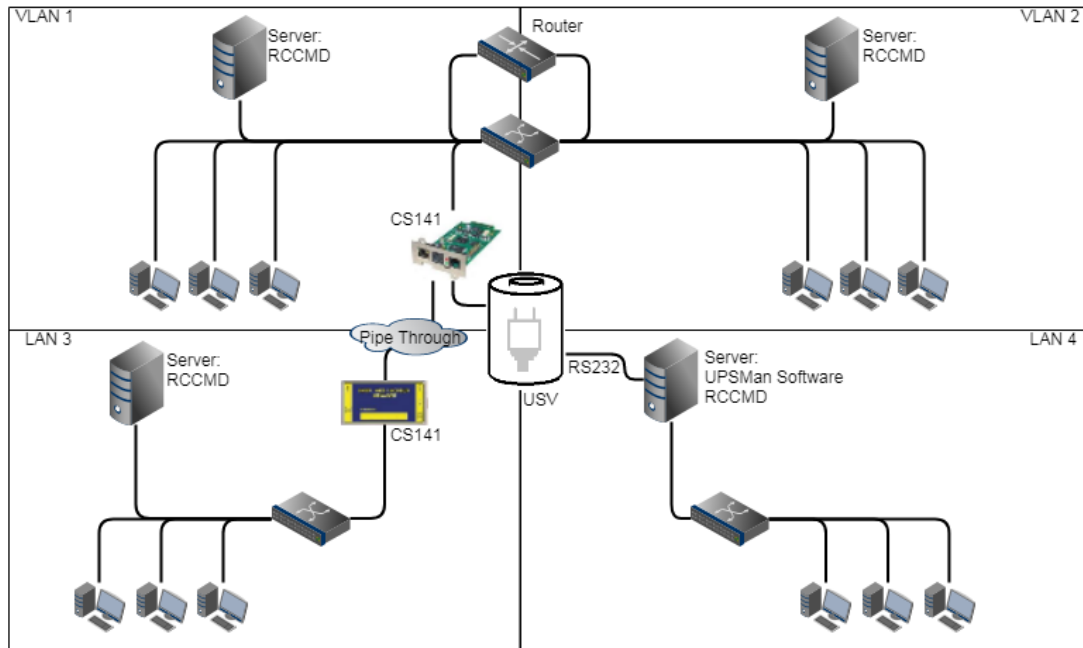 VLAN 1
VLAN 2
Server:
RCCMD
Router
Server:
RCCMD
CS141
LAN 3
Pipe Through
LAN 4
Server:
RCCMD
RS232
Server:
UPSMan Software
RCCMD
USV
CS141